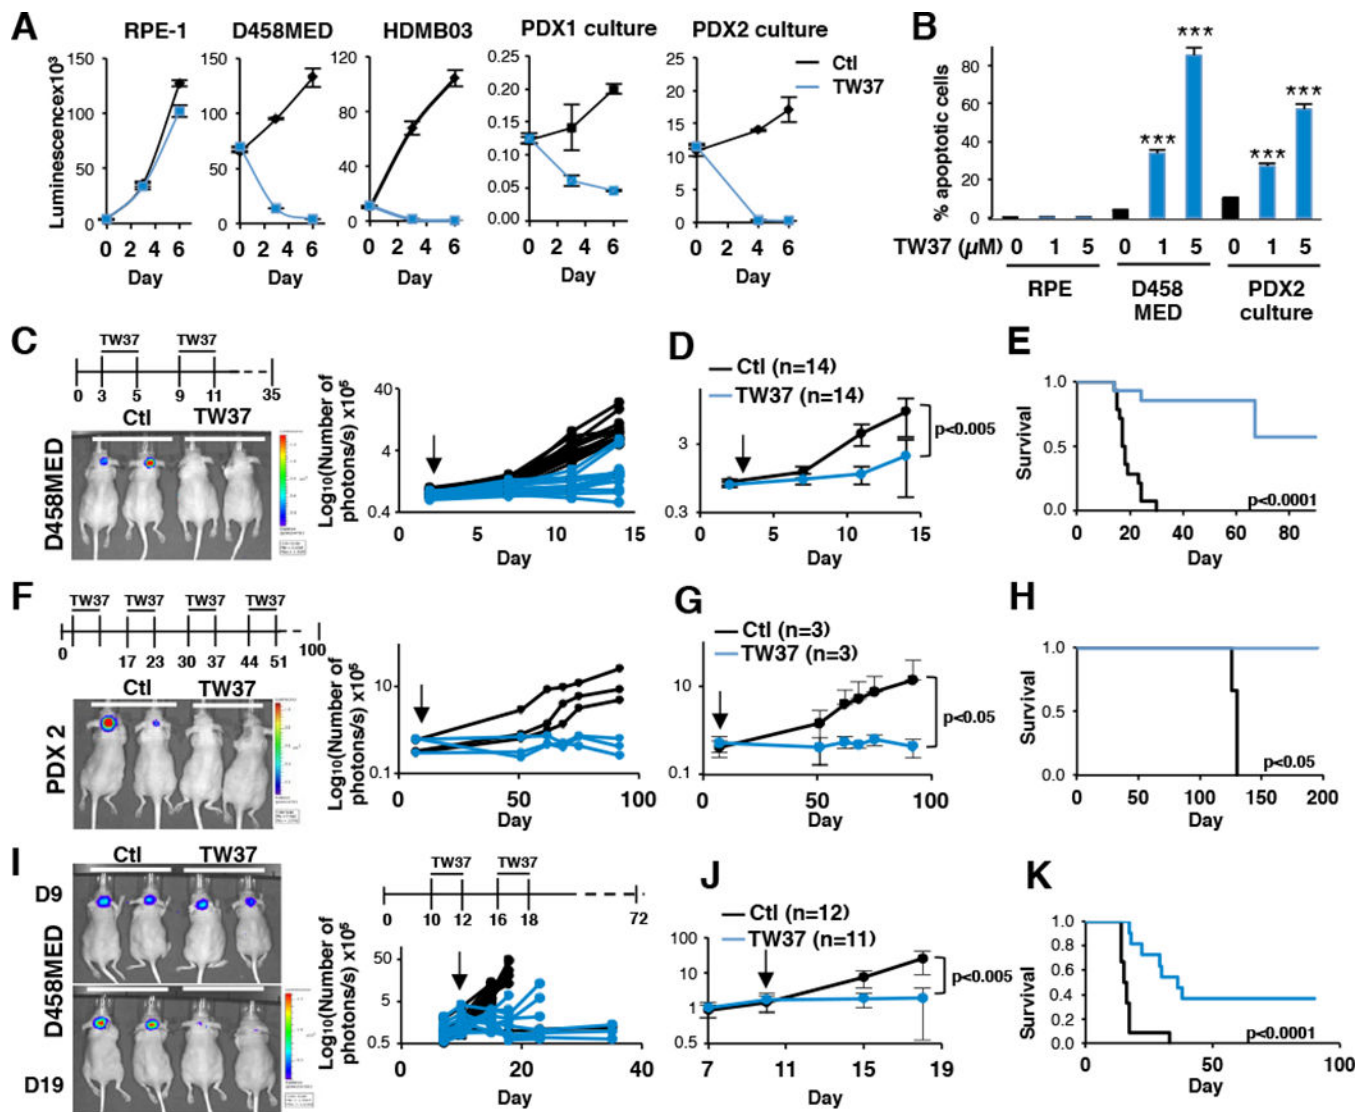 A
RPE-1
D458MED
HDMB03
PDX1 culture
PDX2 culture
Ctl
TW37
Luminescencex10³
150
100
50
0
150
100
50
0
120
80
40
0
0.25
0.20
0.15
0.10
0.05
0.00
25
20
15
10
5
0
0 2 4 6
0 2 4 6
0 2 4 6
0 2 4 6
0 2 4 6
Day
Day
Day
Day
Day
B
% apoptotic cells
80
60
40
20
0
***
***
***
***
TW37 (µM)
0 1 5
0 1 5
0 1 5
RPE
D458
MED
PDX2
culture
C
TW37
TW37
0 3 5 9 11 35
Ctl
TW37
D458MED
Log₁₀(Number of
photons/s) x10⁵
40
4
0.4
0 5 10 15
Day
D
Ctl (n=14)
TW37 (n=14)
3
0.3
p<0.005
0 5 10 15
Day
E
Survival
1.0
0.5
0.0
p<0.0001
0 20 40 60 80
Day
F
TW37 TW37 TW37 TW37
0 17 23 30 37 44 51 100
Ctl
TW37
PDX 2
Log₁₀(Number of
photons/s) x10⁵
10
0.1
0 50 100
Day
G
Ctl (n=3)
TW37 (n=3)
10
0.1
p<0.05
0 50 100
Day
H
Survival
1.0
0.5
0.0
p<0.05
0 50 100 150 200
Day
I
Ctl
TW37
D9
D458MED
D19
TW37
TW37
0 10 12 16 18 72
Log₁₀(Number of
photons/s) x10⁵
50
5
0.5
0 20 40
Day
J
Ctl (n=12)
TW37 (n=11)
100
10
1
0.5
p<0.005
7 11 15 19
Day
K
Survival
1.0
0.8
0.6
0.4
0.2
0
p<0.0001
0 50 100
Day